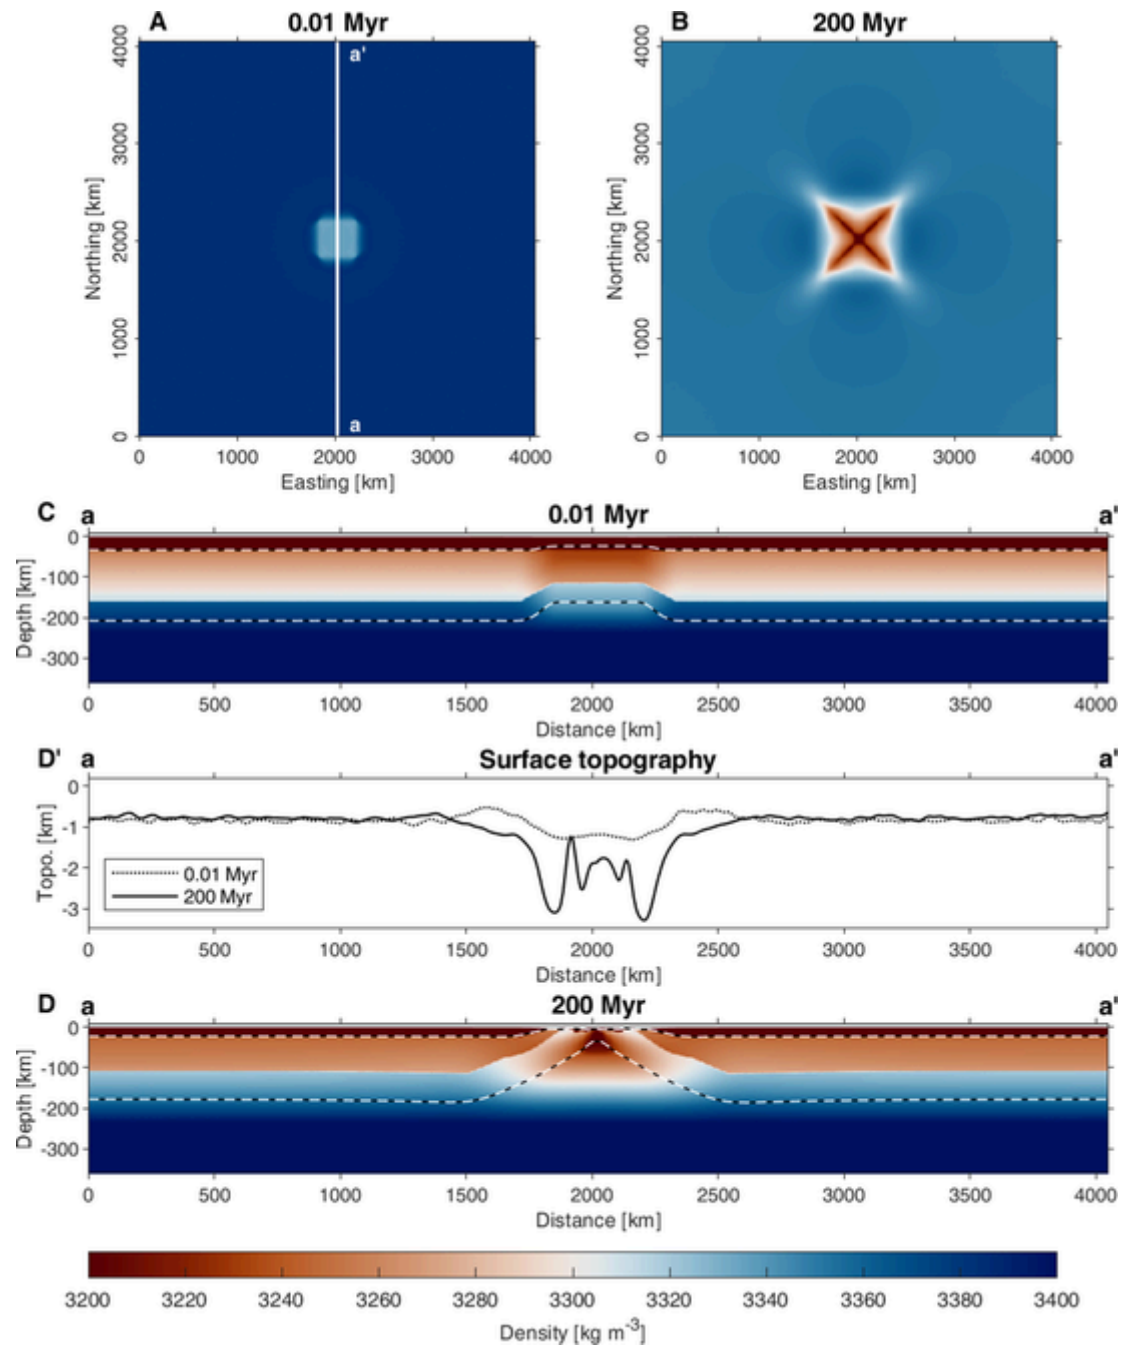 A 0.01 Myr
B 200 Myr
a'
a
4000
3000
2000
1000
0
Northing [km]
0 1000 2000 3000 4000
Easting [km]
4000
3000
2000
1000
0
Northing [km]
0 1000 2000 3000 4000
Easting [km]
C a 0.01 Myr a'
0
-100
-200
-300
Depth [km]
0 500 1000 1500 2000 2500 3000 3500 4000
Distance [km]
D' a Surface topography a'
0
-1
-2
-3
Topo. [km]
0.01 Myr
200 Myr
0 500 1000 1500 2000 2500 3000 3500 4000
Distance [km]
D a 200 Myr a'
0
-100
-200
-300
Depth [km]
0 500 1000 1500 2000 2500 3000 3500 4000
Distance [km]
3200 3220 3240 3260 3280 3300 3320 3340 3360 3380 3400
Density [kg m⁻³]